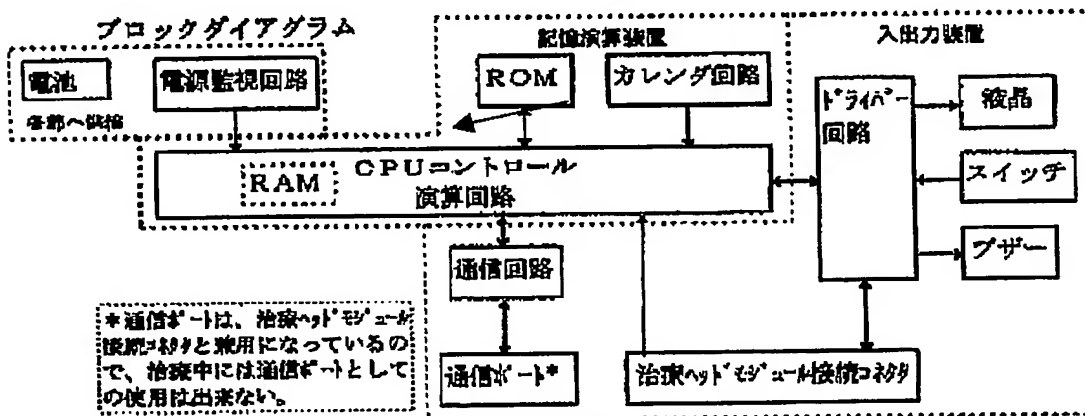 ブロックダイアグラム
記憶演算装置
入出力装置
電池
電源監視回路
各部へ供給
ROM
カレンダ回路
ドライバー
回路
液晶
スイッチ
ブザー
RAM
CPUコントロール
演算回路
通信回路
通信ポート*
治療ヘッドモジュール接続コネクタ
*通信ポートは、治療ヘッドモジュール
接続コネクタと兼用になっているの
で、治療中には通信ポートとして
の使用は出来ない。